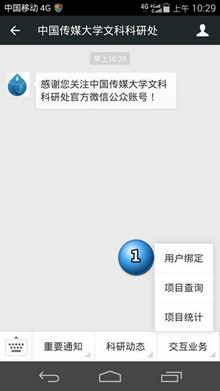 中国移动 4G 4G 上午 10:29
中国传媒大学文科科研处
早上10:28
感谢您关注中国传媒大学文科
科研处官方微信公众账号！
1
用户绑定
项目查询
项目统计
重要通知 科研动态 交互业务